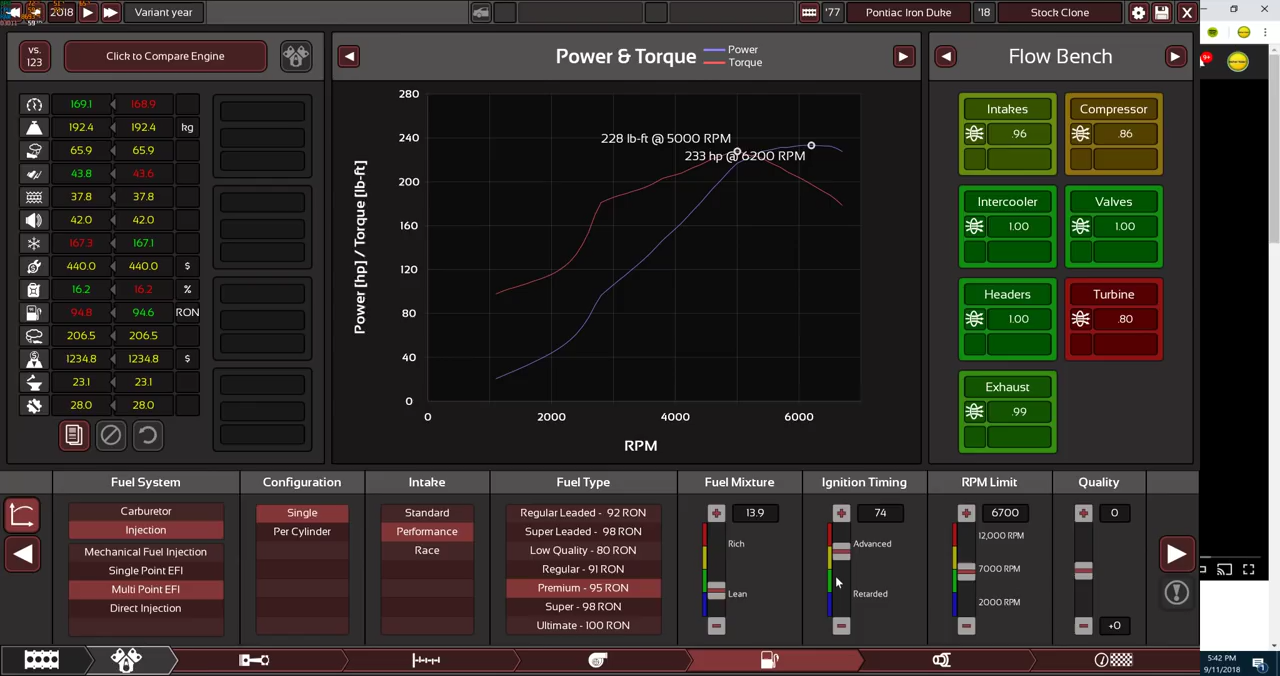 2018
Variant year
'77
Pontiac Iron Duke
'18
Stock Clone
vs.
123
Click to Compare Engine
Power & Torque
Power
Torque
Flow Bench
169.1 168.9
192.4 192.4 kg
65.9 65.9
43.8 43.6
37.8 37.8
42.0 42.0
167.3 167.1
440.0 440.0 $
16.2 16.2 %
94.8 94.6 RON
206.5 206.5
1234.8 1234.8 $
23.1 23.1
28.0 28.0
Power [hp] / Torque [lb-ft]
280
240
200
160
120
80
40
0
228 lb-ft @ 5000 RPM
233 hp @ 6200 RPM
0 2000 4000 6000
RPM
Intakes
.96
Compressor
.86
Intercooler
1.00
Valves
1.00
Headers
1.00
Turbine
.80
Exhaust
.99
Fuel System
Carburetor
Injection
Mechanical Fuel Injection
Single Point EFI
Multi Point EFI
Direct Injection
Configuration
Single
Per Cylinder
Intake
Standard
Performance
Race
Fuel Type
Regular Leaded - 92 RON
Super Leaded - 98 RON
Low Quality - 80 RON
Regular - 91 RON
Premium - 95 RON
Super - 98 RON
Ultimate - 100 RON
Fuel Mixture
13.9
Rich
Lean
Ignition Timing
74
Advanced
Retarded
RPM Limit
6700
12,000 RPM
7000 RPM
2000 RPM
Quality
0
+0
9+
5:42 PM
9/11/2018